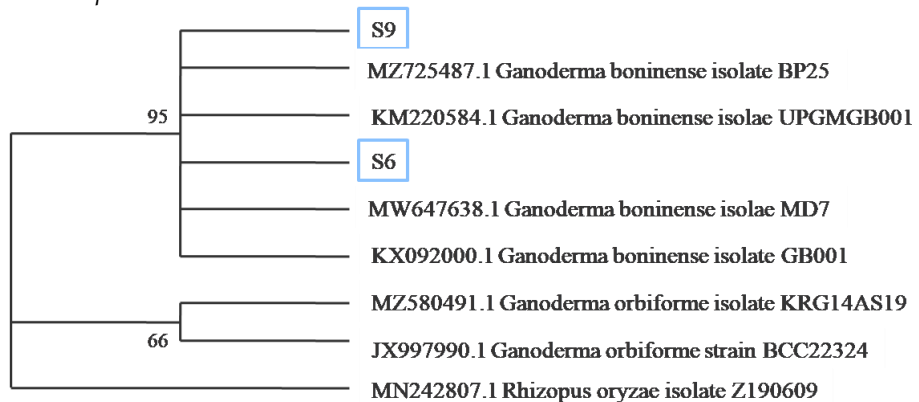 S9
MZ725487.1 Ganoderma boninense isolate BP25
95
KM220584.1 Ganoderma boninense isolae UPGMGB001
S6
MW647638.1 Ganoderma boninense isolae MD7
KX092000.1 Ganoderma boninense isolate GB001
MZ580491.1 Ganoderma orbiforme isolate KRG14AS19
66
JX997990.1 Ganoderma orbiforme strain BCC22324
MN242807.1 Rhizopus oryzae isolate Z190609